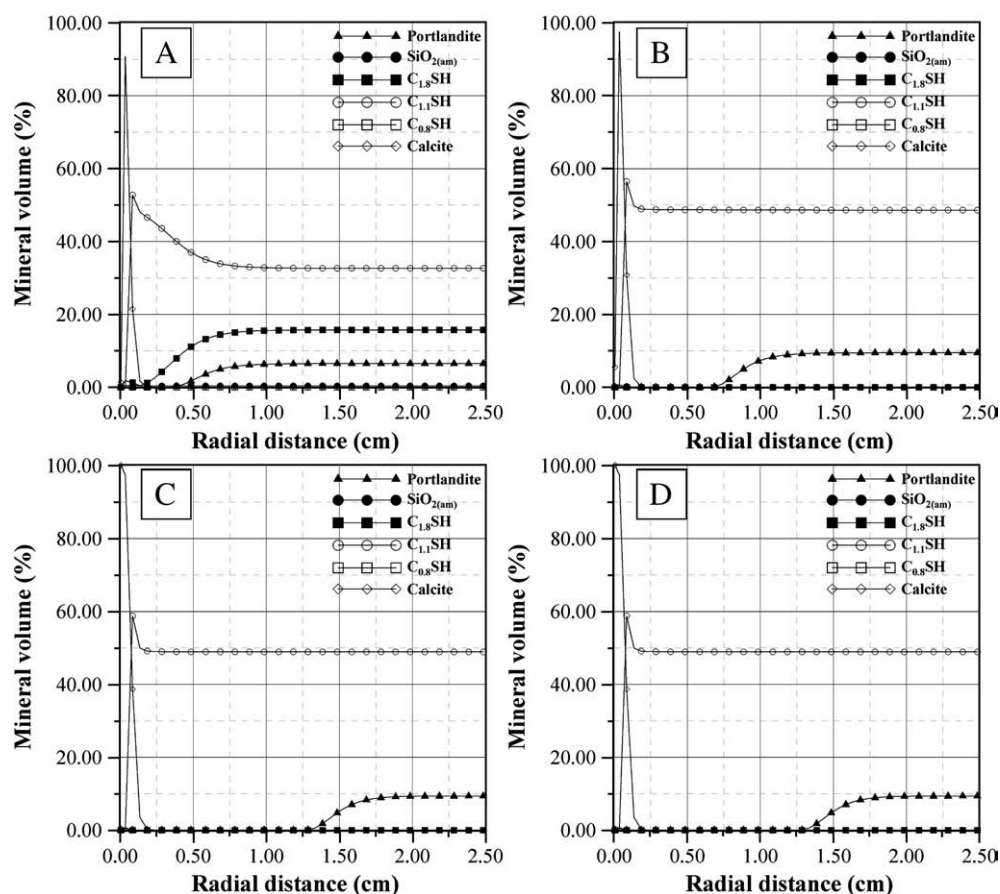 A
Portlandite
SiO2(am)
C1.8SH
C1.1SH
C0.8SH
Calcite
Mineral volume (%)
100.00
80.00
60.00
40.00
20.00
0.00
0.00 0.50 1.00 1.50 2.00 2.50
Radial distance (cm)
B
Portlandite
SiO2(am)
C1.8SH
C1.1SH
C0.8SH
Calcite
Mineral volume (%)
100.00
80.00
60.00
40.00
20.00
0.00
0.00 0.50 1.00 1.50 2.00 2.50
Radial distance (cm)
C
Portlandite
SiO2(am)
C1.8SH
C1.1SH
C0.8SH
Calcite
Mineral volume (%)
100.00
80.00
60.00
40.00
20.00
0.00
0.00 0.50 1.00 1.50 2.00 2.50
Radial distance (cm)
D
Portlandite
SiO2(am)
C1.8SH
C1.1SH
C0.8SH
Calcite
Mineral volume (%)
100.00
80.00
60.00
40.00
20.00
0.00
0.00 0.50 1.00 1.50 2.00 2.50
Radial distance (cm)